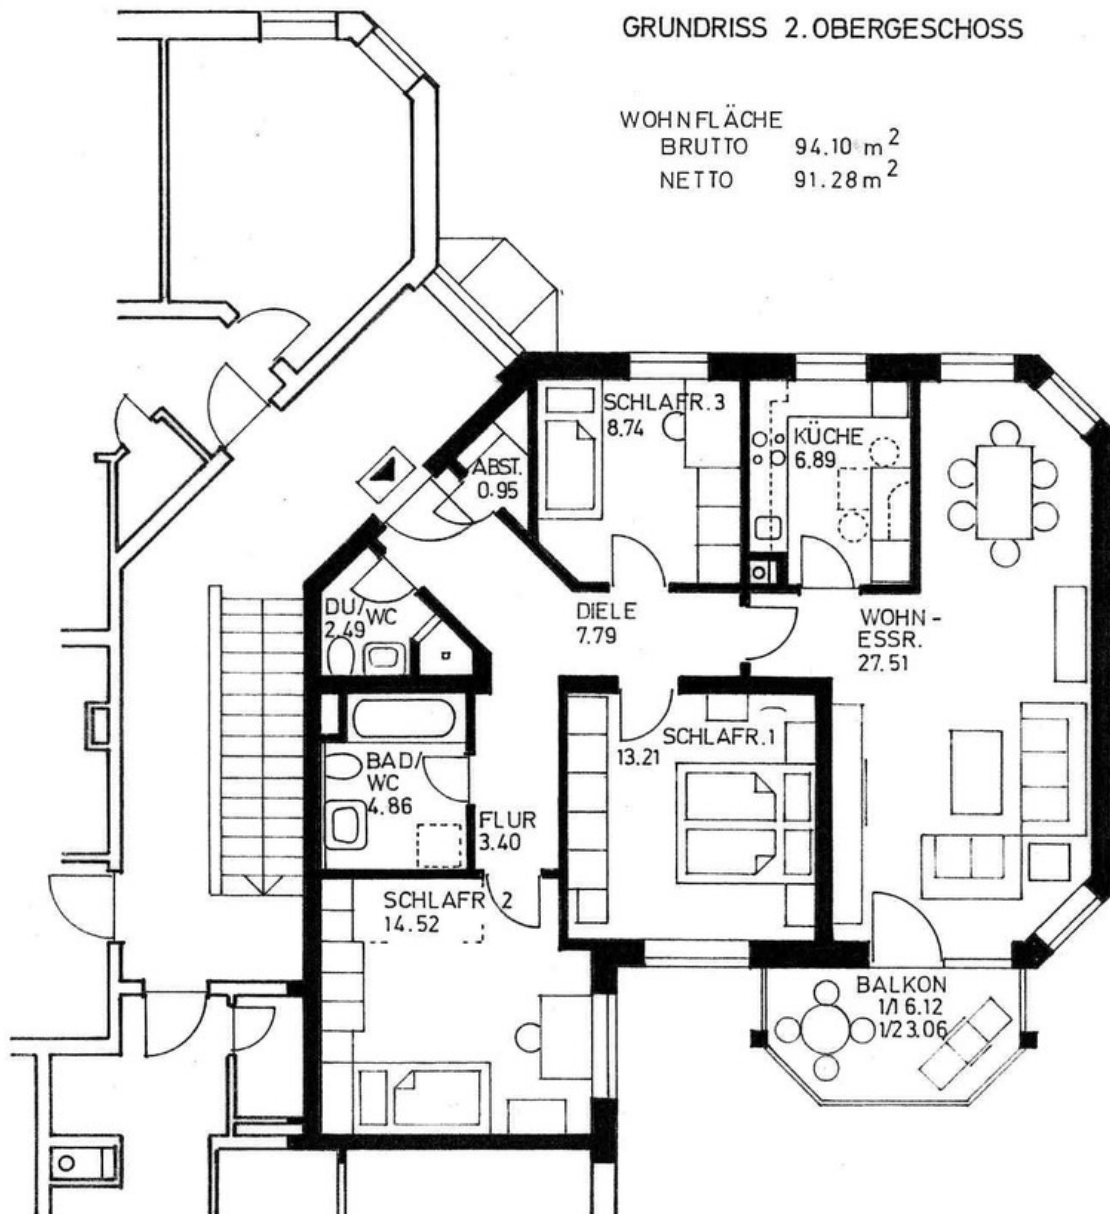 GRUNDRISS 2. OBERGESCHOSS
WOHNFLÄCHE
BRUTTO 94.10 m²
NETTO 91.28 m²
SCHLAFR. 3
8.74
KÜCHE
6.89
ABST.
0.95
DU/WC
2.49
DIELE
7.79
WOHN-
ESSR.
27.51
SCHLAFR. 1
13.21
BAD/
WC
4.86
FLUR
3.40
SCHLAFR 2
14.52
BALKON
1/1 6.12
1/2 3.06